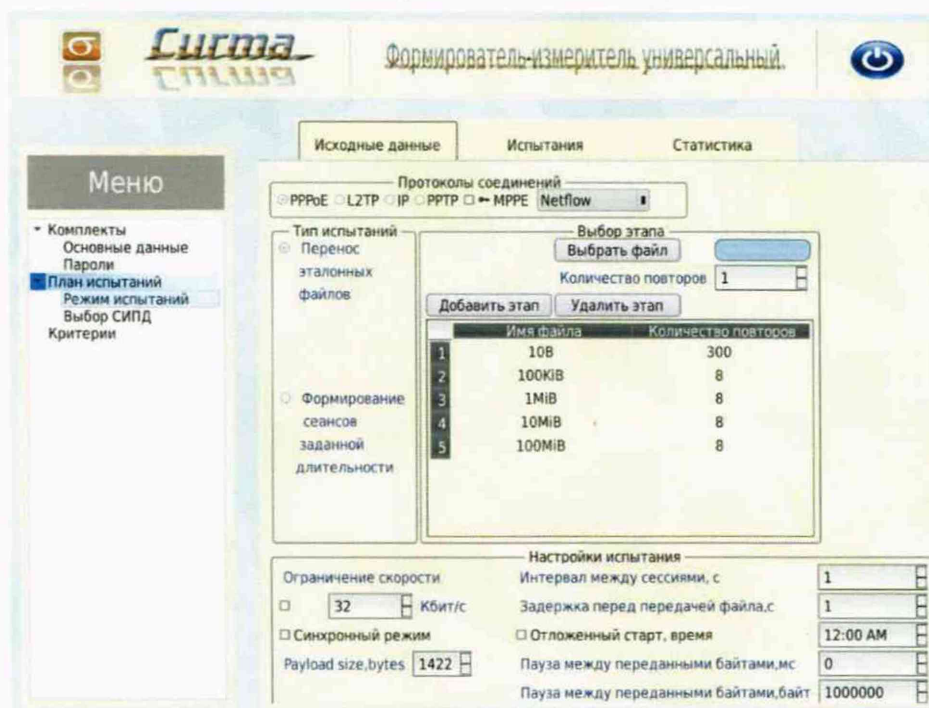 σ
Сигма
Формирователь-измеритель универсальный.
Исходные данные
Испытания
Статистика
Меню
Комплекты
Основные данные
Пароли
План испытаний
Режим испытаний
Выбор СИПД
Критерии
Протоколы соединений
PPPoE L2TP IP PPTP MPPE Netflow
Тип испытаний
Перенос
эталонных
файлов
Формирование
сеансов
заданной
длительности
Выбор этапа
Выбрать файл
Количество повторов 1
Добавить этап Удалить этап
Имя файла Количество повторов
1 10B 300
2 100KiB 8
3 1MiB 8
4 10MiB 8
5 100MiB 8
Настройки испытания
Ограничение скорости
32 Кбит/с
Синхронный режим
Payload size,bytes 1422
Интервал между сессиями, с 1
Задержка перед передачей файла,с 1
Отложенный старт, время 12:00 AM
Пауза между переданными байтами,мс 0
Пауза между переданными байтами,байт 1000000